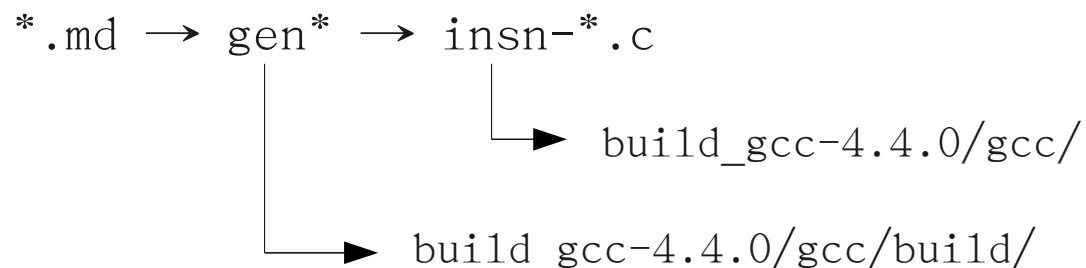 *.md → gen* → insn-*.c
build_gcc-4.4.0/gcc/
build gcc-4.4.0/gcc/build/